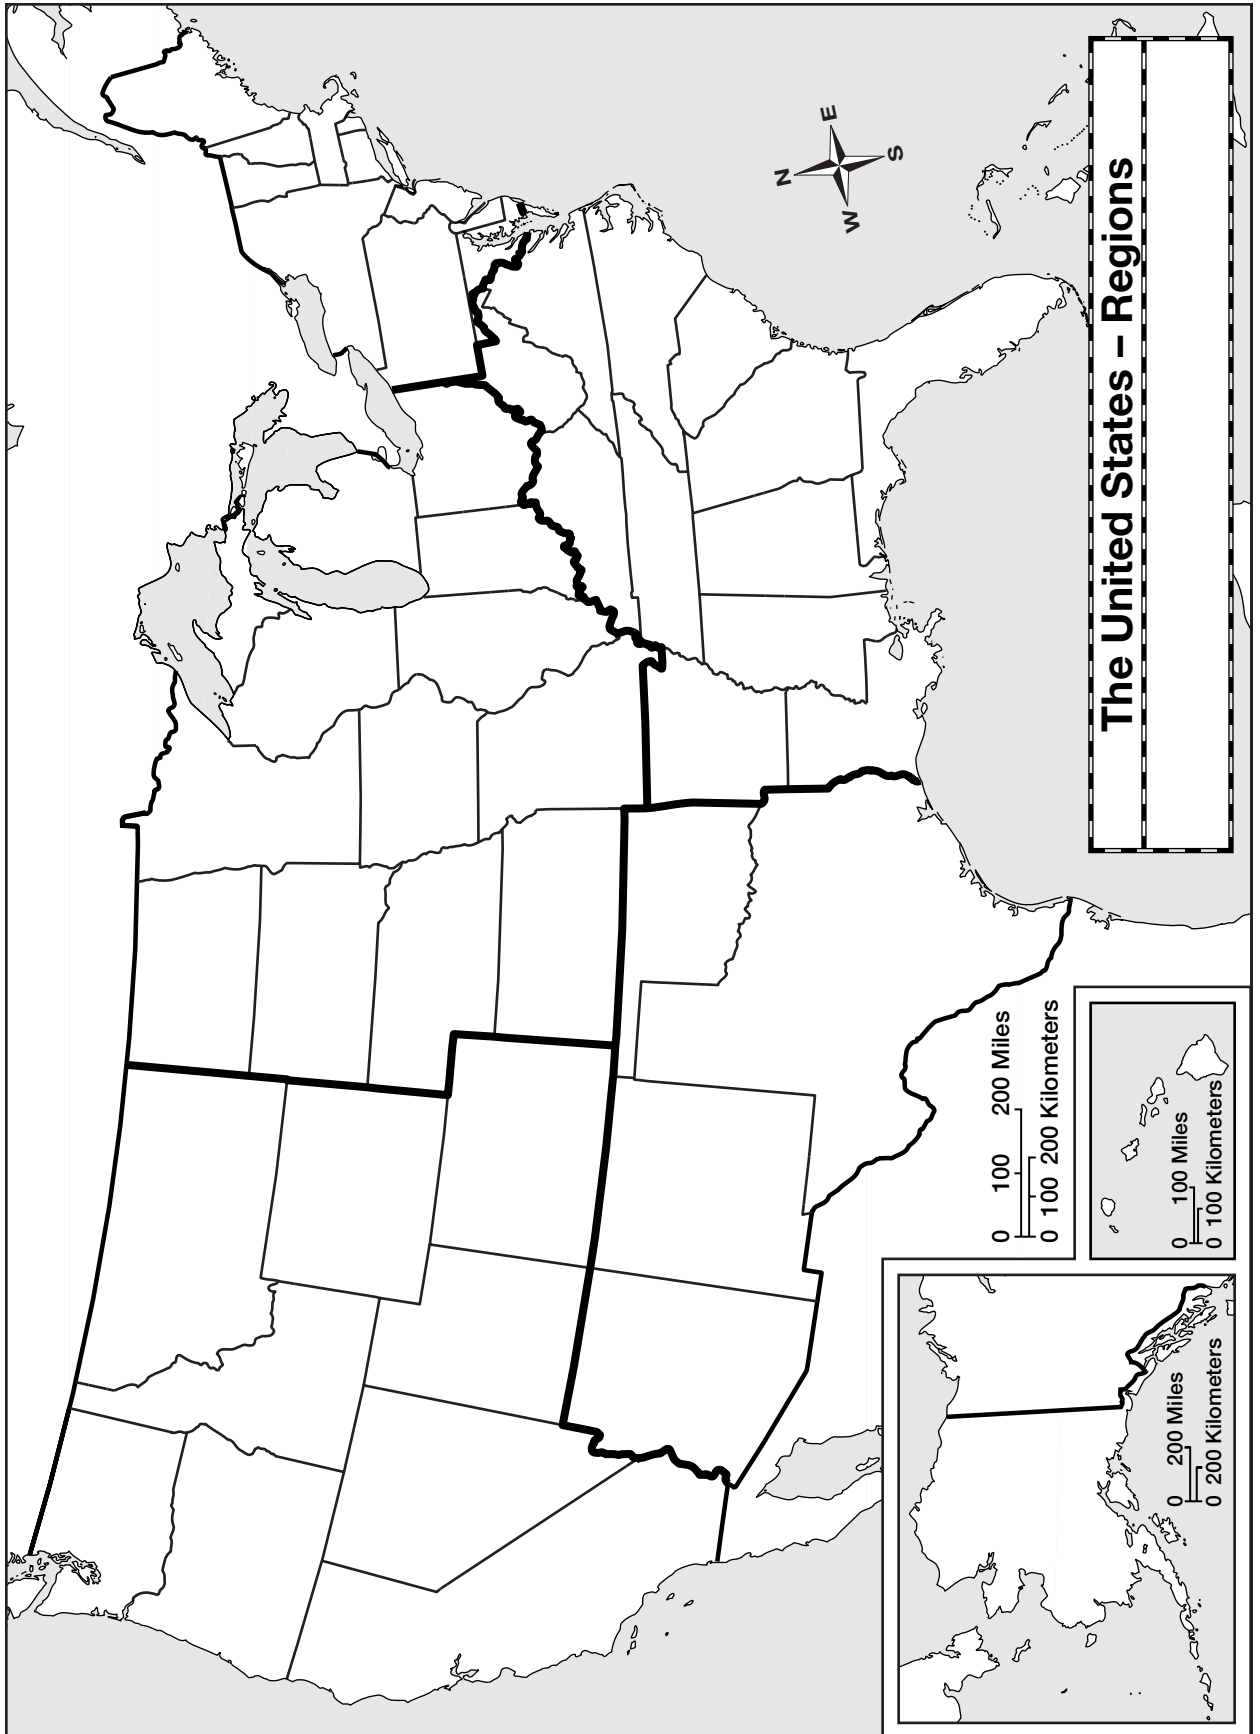 The United States – Regions
N
E
S
W
0 100 200 Miles
0 100 200 Kilometers
0 100 Miles
0 100 Kilometers
0 200 Miles
0 200 Kilometers